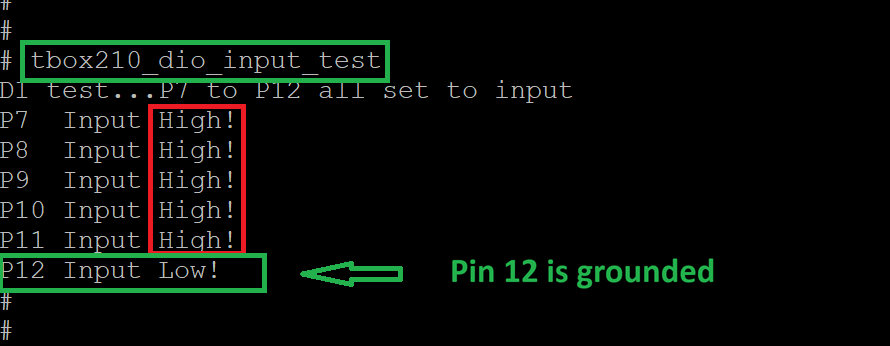 #
#
# tbox210_dio_input_test
DI test...P7 to P12 all set to input
P7 Input High!
P8 Input High!
P9 Input High!
P10 Input High!
P11 Input High!
P12 Input Low!
Pin 12 is grounded
#
#